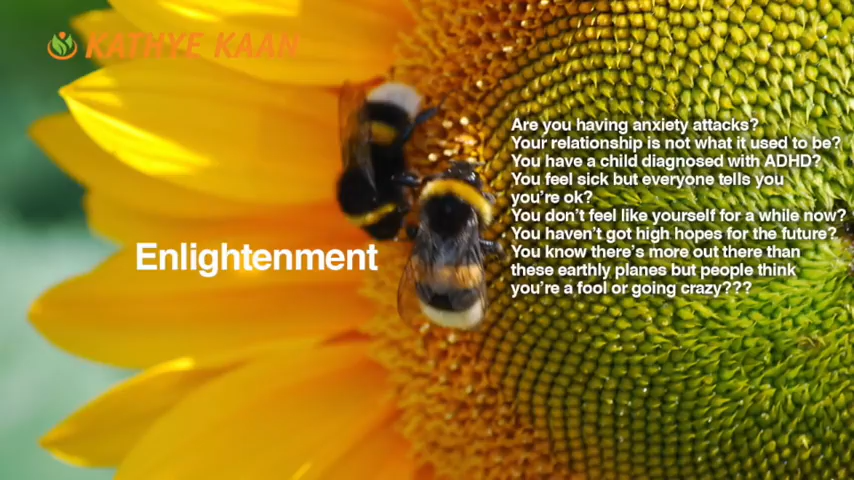 KATHYE KAAN
Are you having anxiety attacks?
Your relationship is not what it used to be?
You have a child diagnosed with ADHD?
You feel sick but everyone tells you
you're ok?
You don't feel like yourself for a while now?
You haven't got high hopes for the future?
You know there's more out there than
these earthly planes but people think
you're a fool or going crazy???
Enlightenment